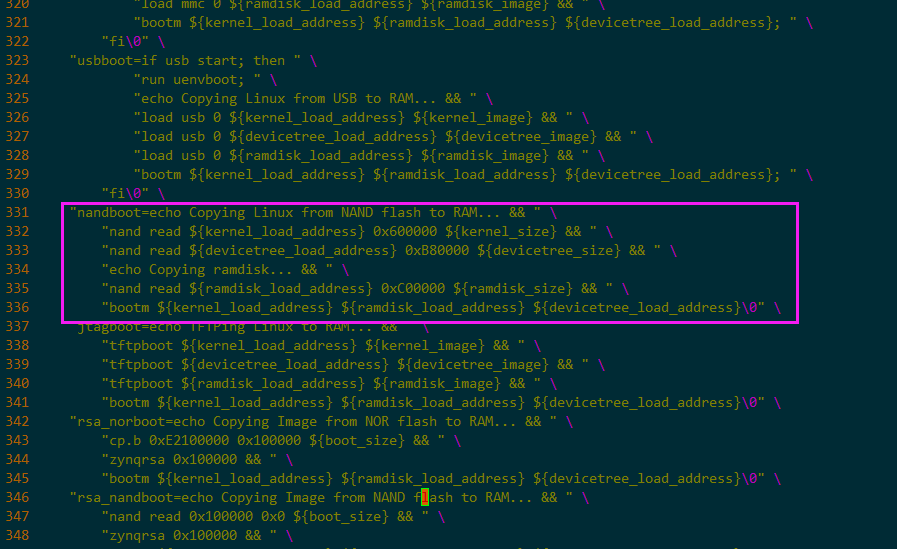 320 "load mmc 0 ${ramdisk_load_address} ${ramdisk_image} && " \
321 "bootm ${kernel_load_address} ${ramdisk_load_address} ${devicetree_load_address}; " \
322 "fi\0" \
323 "usbboot=if usb start; then " \
324 "run uenvboot; " \
325 "echo Copying Linux from USB to RAM... && " \
326 "load usb 0 ${kernel_load_address} ${kernel_image} && " \
327 "load usb 0 ${devicetree_load_address} ${devicetree_image} && " \
328 "load usb 0 ${ramdisk_load_address} ${ramdisk_image} && " \
329 "bootm ${kernel_load_address} ${ramdisk_load_address} ${devicetree_load_address}; " \
330 "fi\0" \
331 "nandboot=echo Copying Linux from NAND flash to RAM... && " \
332 "nand read ${kernel_load_address} 0x600000 ${kernel_size} && " \
333 "nand read ${devicetree_load_address} 0xB80000 ${devicetree_size} && " \
334 "echo Copying ramdisk... && " \
335 "nand read ${ramdisk_load_address} 0xC00000 ${ramdisk_size} && " \
336 "bootm ${kernel_load_address} ${ramdisk_load_address} ${devicetree_load_address}\0" \
337 "jtagboot=echo TFTPing Linux to RAM... && " \
338 "tftpboot ${kernel_load_address} ${kernel_image} && " \
339 "tftpboot ${devicetree_load_address} ${devicetree_image} && " \
340 "tftpboot ${ramdisk_load_address} ${ramdisk_image} && " \
341 "bootm ${kernel_load_address} ${ramdisk_load_address} ${devicetree_load_address}\0" \
342 "rsa_norboot=echo Copying Image from NOR flash to RAM... && " \
343 "cp.b 0xE2100000 0x100000 ${boot_size} && " \
344 "zynqrsa 0x100000 && " \
345 "bootm ${kernel_load_address} ${ramdisk_load_address} ${devicetree_load_address}\0" \
346 "rsa_nandboot=echo Copying Image from NAND flash to RAM... && " \
347 "nand read 0x100000 0x0 ${boot_size} && " \
348 "zynqrsa 0x100000 && " \